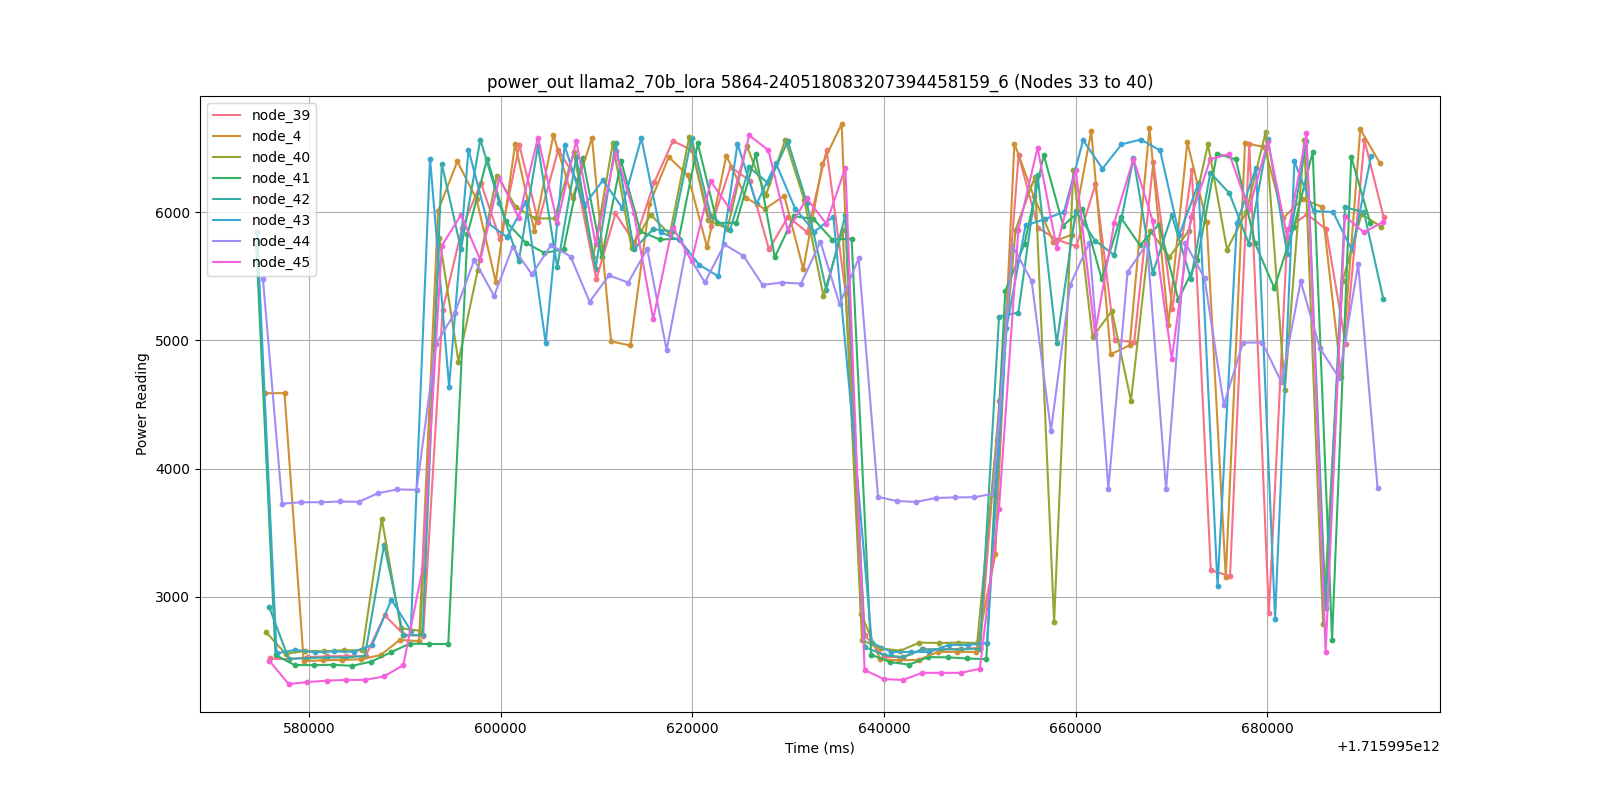 power_out llama2_70b_lora 5864-240518083207394458159_6 (Nodes 33 to 40)
node_39
node_4
node_40
node_41
node_42
node_43
node_44
node_45
6000
5000
4000
3000
Power Reading
580000
600000
620000
640000
660000
680000
Time (ms)
+1.715995e12